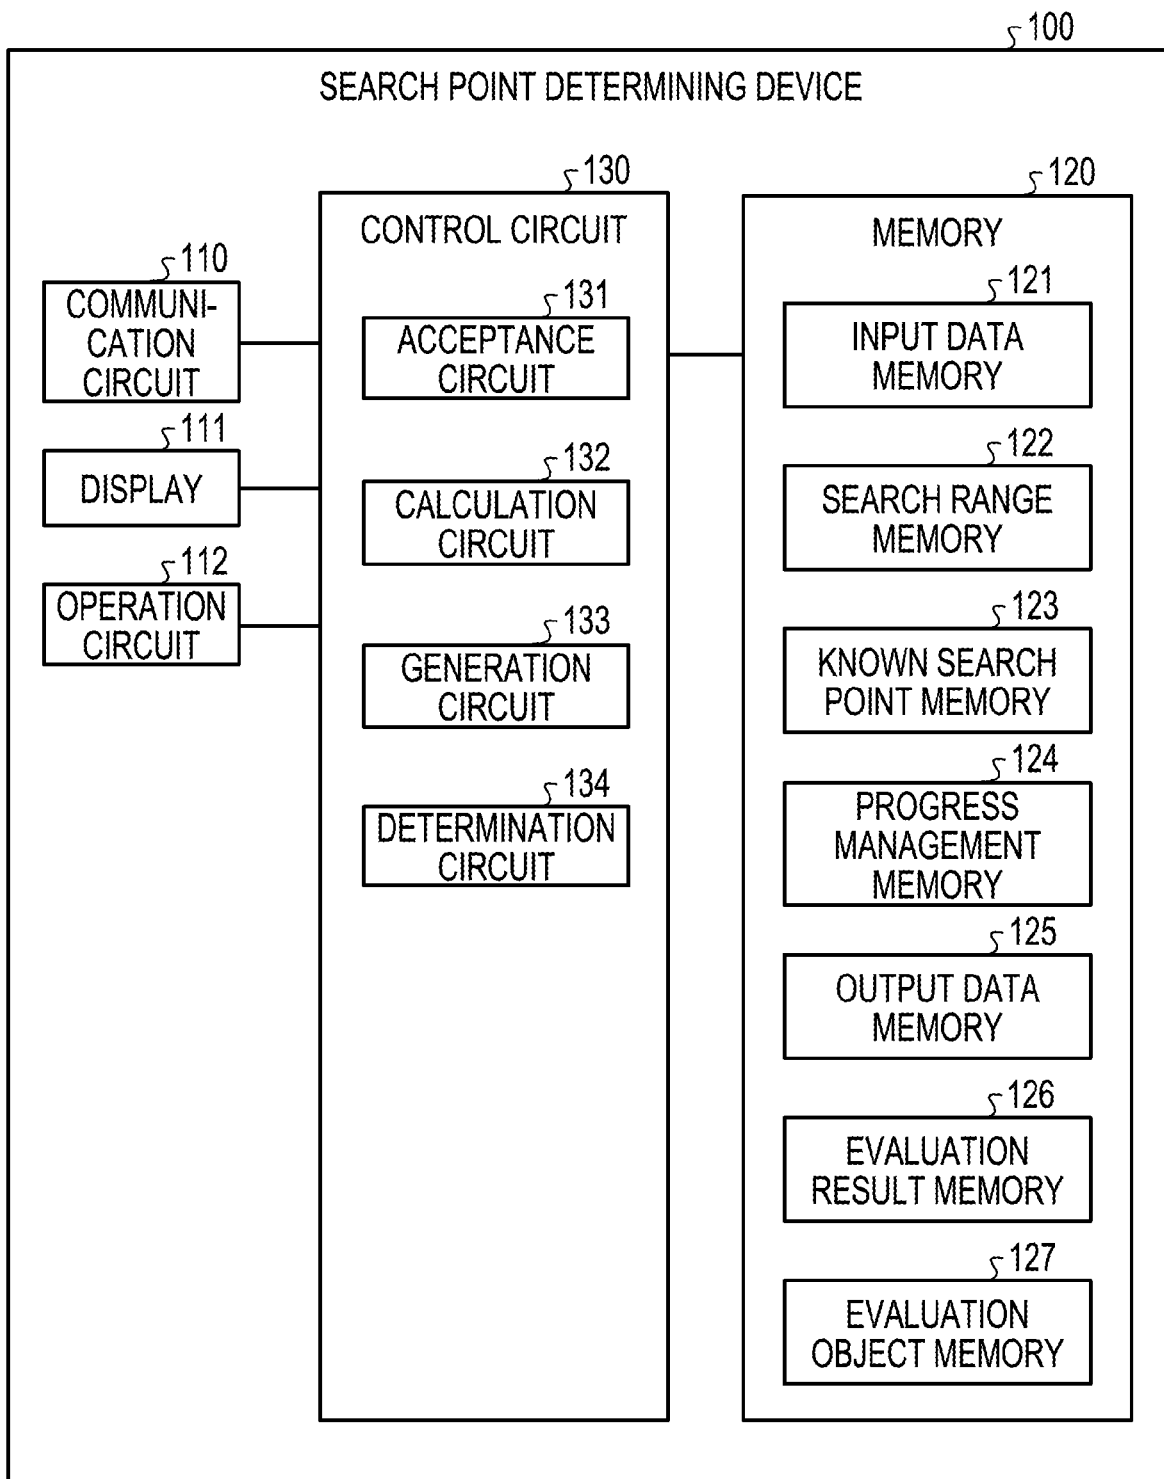 100
SEARCH POINT DETERMINING DEVICE
110
COMMUNI-
CATION
CIRCUIT
111
DISPLAY
112
OPERATION
CIRCUIT
130
CONTROL CIRCUIT
131
ACCEPTANCE
CIRCUIT
132
CALCULATION
CIRCUIT
133
GENERATION
CIRCUIT
134
DETERMINATION
CIRCUIT
120
MEMORY
121
INPUT DATA
MEMORY
122
SEARCH RANGE
MEMORY
123
KNOWN SEARCH
POINT MEMORY
124
PROGRESS
MANAGEMENT
MEMORY
125
OUTPUT DATA
MEMORY
126
EVALUATION
RESULT MEMORY
127
EVALUATION
OBJECT MEMORY